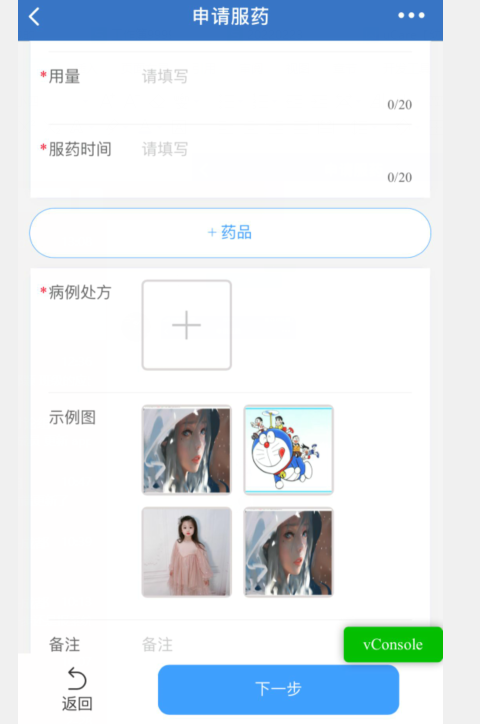 申请服药
*用量 请填写
0/20
*服药时间 请填写
0/20
+ 药品
*病例处方
示例图
备注 备注
vConsole
返回
下一步